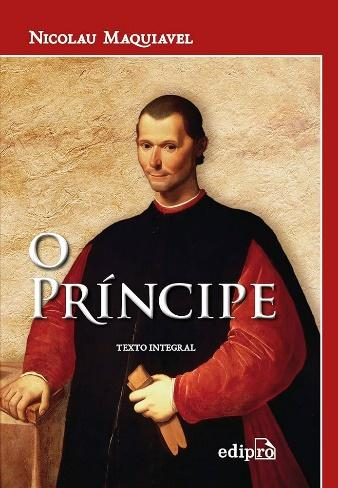 Nicolau Maquiavel
O
Príncipe
TEXTO INTEGRAL
edipro